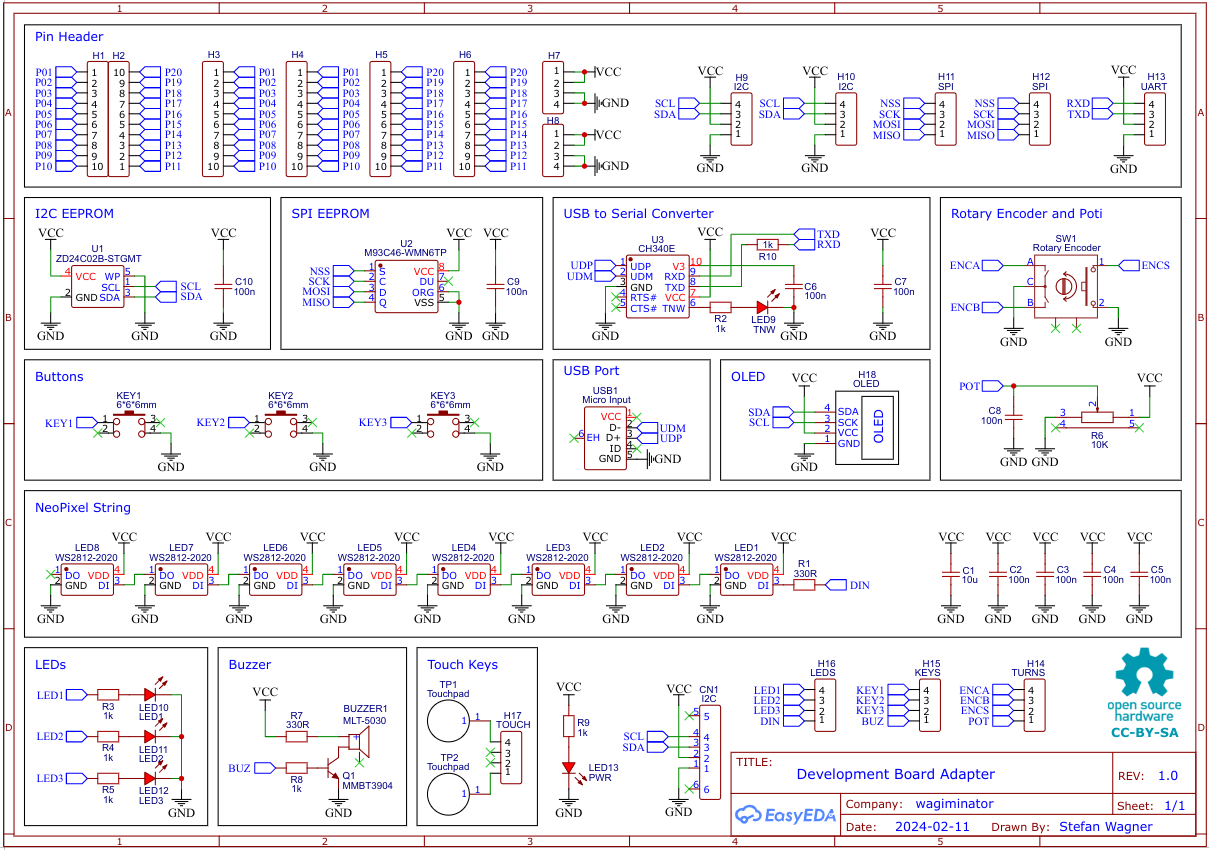 1 2 3 4 5
A
B
C
D
Pin Header
H1 H2 H3 H4 H5 H6 H7
P01 1 10 P20 1 P01 1 P01 1 P20 1 P20 1 VCC
P02 2 9 P19 2 P02 2 P02 2 P19 2 P19 2
P03 3 8 P18 3 P03 3 P03 3 P18 3 P18 3
P04 4 7 P17 4 P04 4 P04 4 P17 4 P17 4 GND
P05 5 6 P16 5 P05 5 P05 5 P16 5 P16
P06 6 5 P15 6 P06 6 P06 6 P15 6 P15 H8
P07 7 4 P14 7 P07 7 P07 7 P14 7 P14 1 VCC
P08 8 3 P13 8 P08 8 P08 8 P13 8 P13 2
P09 9 2 P12 9 P09 9 P09 9 P12 9 P12 3
P10 10 1 P11 10 P10 10 P10 10 P11 10 P11 4 GND
VCC H9 I2C
SCL 4
SDA 3
2
1
GND
VCC H10 I2C
SCL 4
SDA 3
2
1
GND
H11 SPI
NSS 4
SCK 3
MOSI 2
MISO 1
H12 SPI
NSS 4
SCK 3
MOSI 2
MISO 1
VCC H13 UART
RXD 4
TXD 3
2
1
GND
I2C EEPROM
VCC
U1
ZD24C02B-STGMT
4 VCC WP 5
SCL 1 SCL
2 GND SDA 3 SDA
GND GND
VCC
C10
100n
GND
SPI EEPROM
U2
M93C46-WMN6TP
VCC
NSS 1 S VCC 8
SCK 2 C DU 7
MOSI 3 D ORG 6
MISO 4 Q VSS 5
GND
VCC
C9
100n
GND
USB to Serial Converter
U3
CH340E
VCC
UDP 1 UDP V3 10
UDM 2 UDM RXD 9
3 GND TXD 8
4 RTS# VCC 7
5 CTS# TNW 6
TXD
RXD
1k
R10
R2
1k
LED9
TNW
C6
100n
GND GND
VCC
C7
100n
GND
Rotary Encoder and Poti
SW1
Rotary Encoder
ENCA A 1 ENCS
C
ENCB B 2
GND GND
POT
VCC
C8
100n
2
3 1
4 5
R6
10K
GND GND
Buttons
KEY1
6*6*6mm
KEY1 1 3
2 4
GND
KEY2
6*6*6mm
KEY2 1 3
2 4
GND
KEY3
6*6*6mm
KEY3 1 3
2 4
GND
USB Port
USB1
Micro Input
VCC 1
D- 2 UDM
6 EH D+ 3 UDP
ID 4
GND 5 GND
OLED
VCC
H18
OLED
SDA 4 SDA
SCL 3 SCK
2 VCC
1 GND
OLED
GND
NeoPixel String
VCC VCC VCC VCC VCC VCC VCC VCC
LED8 LED7 LED6 LED5 LED4 LED3 LED2 LED1
WS2812-2020 WS2812-2020 WS2812-2020 WS2812-2020 WS2812-2020 WS2812-2020 WS2812-2020 WS2812-2020
1 DO VDD 4 1 DO VDD 4 1 DO VDD 4 1 DO VDD 4 1 DO VDD 4 1 DO VDD 4 1 DO VDD 4 1 DO VDD 4
2 GND DI 3 2 GND DI 3 2 GND DI 3 2 GND DI 3 2 GND DI 3 2 GND DI 3 2 GND DI 3 2 GND DI 3
R1
330R
DIN
GND GND GND GND GND GND GND GND
VCC VCC VCC VCC VCC
C1 C2 C3 C4 C5
10u 100n 100n 100n 100n
GND GND GND GND GND
LEDs
LED1
R3
1k
LED10
LED1
LED2
R4
1k
LED11
LED2
LED3
R5
1k
LED12
LED3
GND
Buzzer
VCC
R7
330R
BUZZER1
MLT-5030
+
BUZ
R8
1k
Q1
MMBT3904
GND
Touch Keys
TP1
Touchpad
1 1
H17
TOUCH
4
3
2
1
TP2
Touchpad
1 1
VCC
R9
1k
LED13
PWR
GND
VCC
CN1
I2C
5 5
SCL 4 4
SDA 3 3
2 2
1 1
6 6
GND
H16
LEDS
LED1 4
LED2 3
LED3 2
DIN 1
H15
KEYS
KEY1 4
KEY2 3
KEY3 2
BUZ 1
H14
TURNS
ENCA 4
ENCB 3
ENCS 2
POT 1
open source
hardware
CC-BY-SA
TITLE:
Development Board Adapter
REV: 1.0
EasyEDA
Company: wagiminator
Sheet: 1/1
Date: 2024-02-11 Drawn By: Stefan Wagner
A
B
C
D
1 2 3 4 5